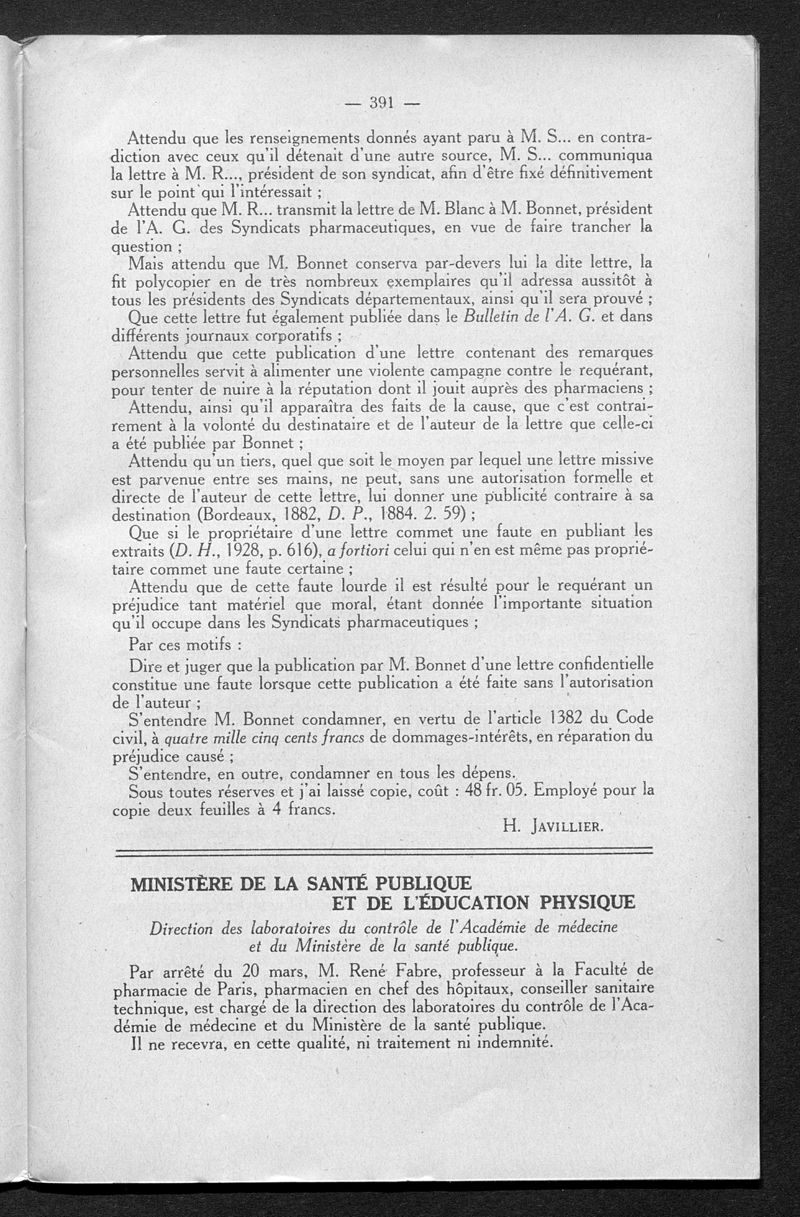 — 391 —
Attendu que les renseignements donnés ayant paru à M. S... en contra-
diction avec ceux qu'il détenait d'une autre source, M. S... communiqua
la lettre à M. R..., président de son syndicat, afin d'être fixé définitivement
sur le point qui l'intéressait ;
Attendu que M. R... transmit la lettre de M. Blanc à M. Bonnet, président
de l'A. G. des Syndicats pharmaceutiques, en vue de faire trancher la
question ;
Mais attendu que M. Bonnet conserva par-devers lui la dite lettre, la
fit polycopier en de très nombreux exemplaires qu'il adressa aussitôt à
tous les présidents des Syndicats départementaux, ainsi qu'il sera prouvé ;
Que cette lettre fut également publiée dans le Bulletin de l'A. G. et dans
différents journaux corporatifs ;
Attendu que cette publication d'une lettre contenant des remarques
personnelles servit à alimenter une violente campagne contre le requérant,
pour tenter de nuire à la réputation dont il jouit auprès des pharmaciens ;
Attendu, ainsi qu'il apparaîtra des faits de la cause, que c'est contrai-
rement à la volonté du destinataire et de l'auteur de la lettre que celle-ci
a été publiée par Bonnet ;
Attendu qu'un tiers, quel que soit le moyen par lequel une lettre missive
est parvenue entre ses mains, ne peut, sans une autorisation formelle et
directe de l'auteur de cette lettre, lui donner une publicité contraire à sa
destination (Bordeaux, 1882, D. P., 1884. 2. 59) ;
Que si le propriétaire d'une lettre commet une faute en publiant les
extraits (D. H., 1928, p. 616), a fortiori celui qui n'en est même pas proprié-
taire commet une faute certaine ;
Attendu que de cette faute lourde il est résulté pour le requérant un
préjudice tant matériel que moral, étant donnée l'importante situation
qu'il occupe dans les Syndicats pharmaceutiques ;
Par ces motifs :
Dire et juger que la publication par M. Bonnet d'une lettre confidentielle
constitue une faute lorsque cette publication a été faite sans l'autorisation
de l'auteur ;
S'entendre M. Bonnet condamner, en vertu de l'article 1382 du Code
civil, à quatre mille cinq cents francs de dommages-intérêts, en réparation du
préjudice causé ;
S'entendre, en outre, condamner en tous les dépens.
Sous toutes réserves et j'ai laissé copie, coût : 48 fr. 05. Employé pour la
copie deux feuilles à 4 francs.
H. JAVILLIER.
MINISTÈRE DE LA SANTÉ PUBLIQUE
ET DE L'ÉDUCATION PHYSIQUE
Direction des laboratoires du contrôle de l'Académie de médecine
et du Ministère de la santé publique.
Par arrêté du 20 mars, M. René Fabre, professeur à la Faculté de
pharmacie de Paris, pharmacien en chef des hôpitaux, conseiller sanitaire
technique, est chargé de la direction des laboratoires du contrôle de l'Aca-
démie de médecine et du Ministère de la santé publique.
Il ne recevra, en cette qualité, ni traitement ni indemnité.